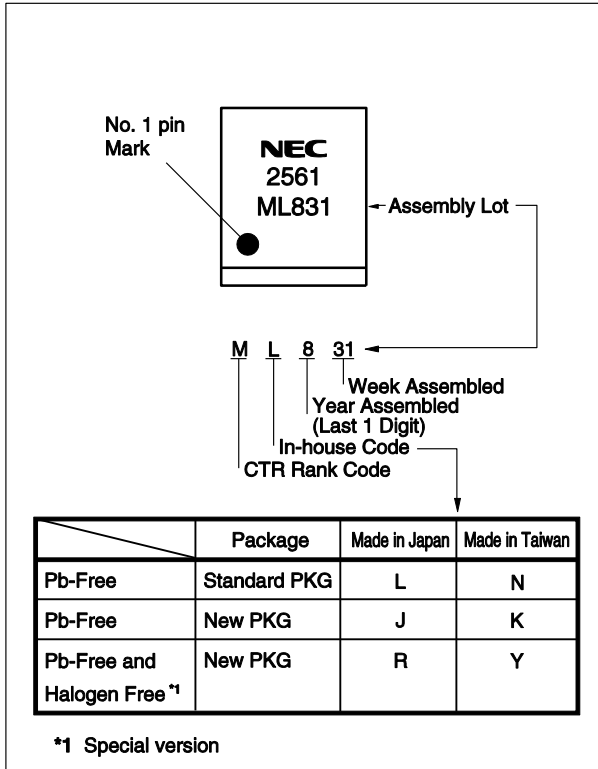 No. 1 pin
Mark
NEC
2561
ML831
Assembly Lot
M L 8 31
Week Assembled
Year Assembled
(Last 1 Digit)
In-house Code
CTR Rank Code
Package Made in Japan Made in Taiwan
Pb-Free Standard PKG L N
Pb-Free New PKG J K
Pb-Free and New PKG R Y
Halogen Free *1
*1 Special version